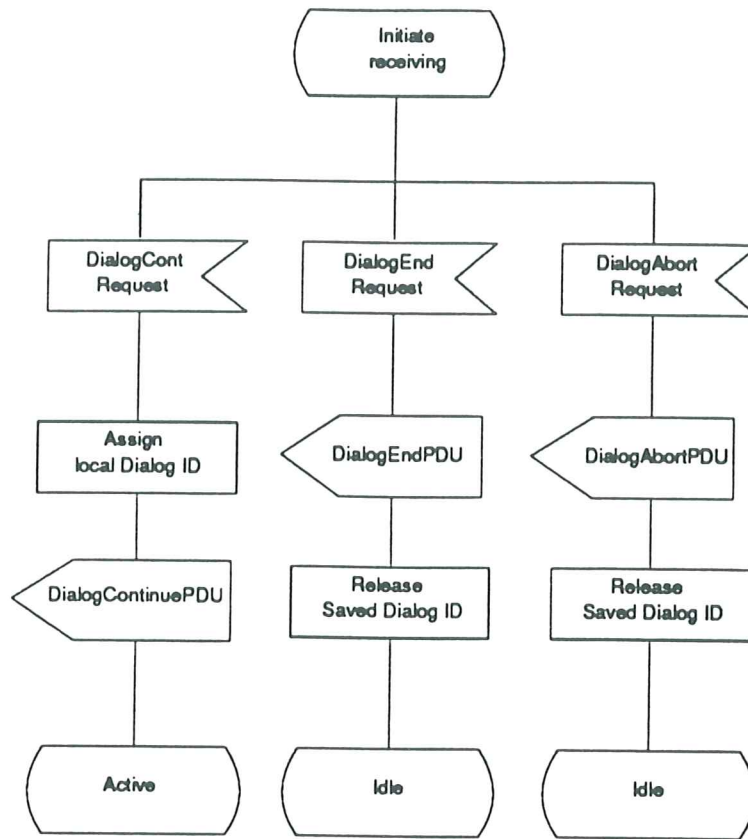 Initiate
receiving
DialogCont
Request
DialogEnd
Request
DialogAbort
Request
Assign
local Dialog ID
DialogEndPDU
DialogAbortPDU
DialogContinuePDU
Release
Saved Dialog ID
Release
Saved Dialog ID
Active
Idle
Idle